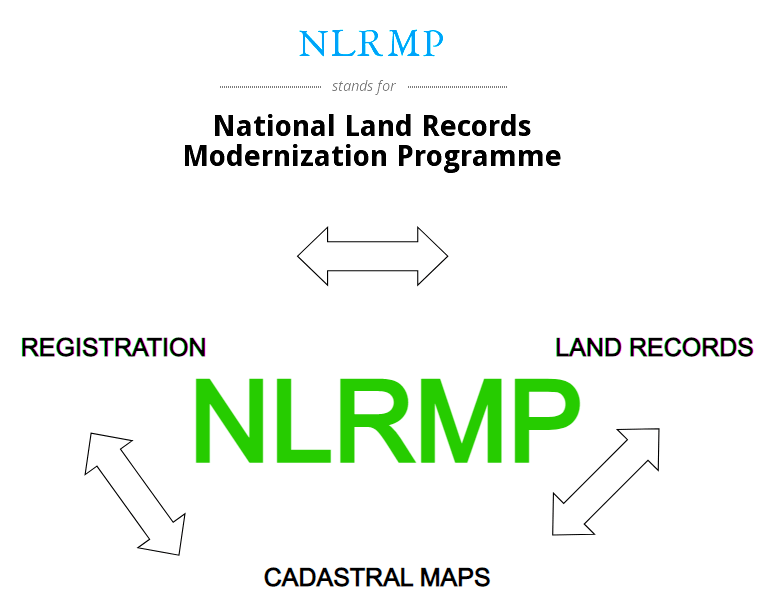 NLRMP
stands for
National Land Records
Modernization Programme
REGISTRATION
LAND RECORDS
NLRMP
CADASTRAL MAPS